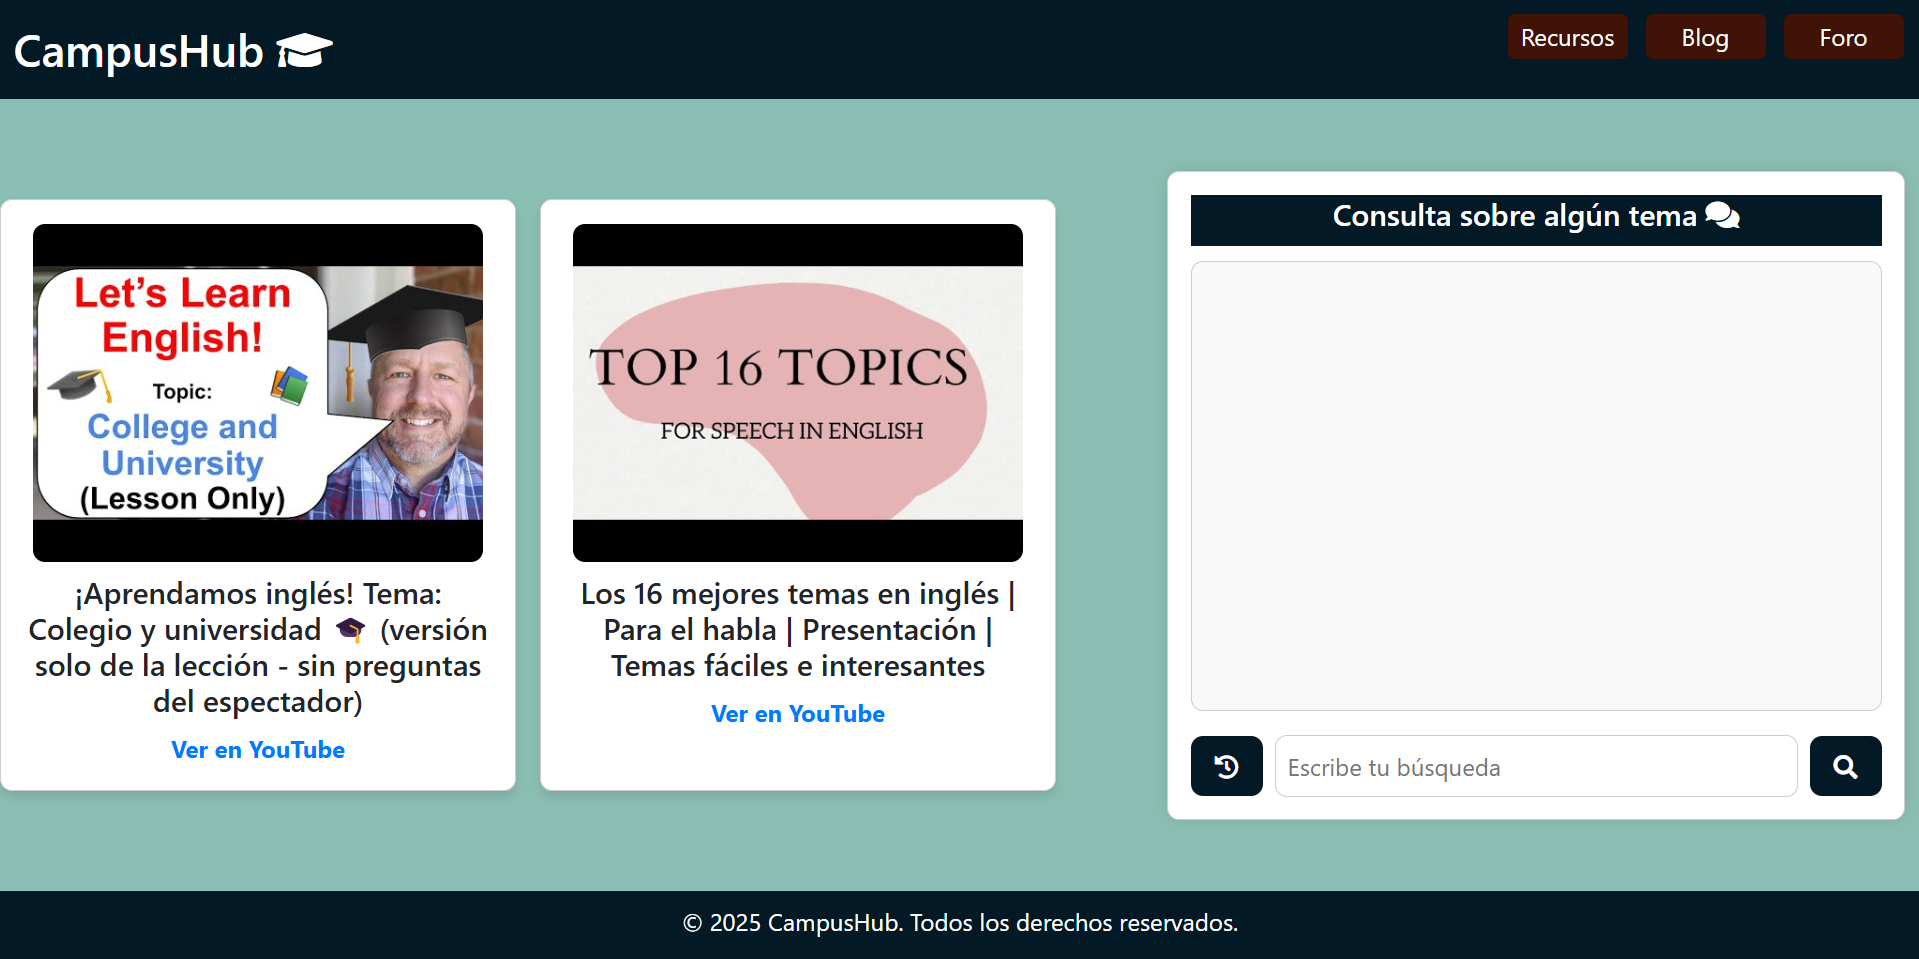 CampusHub
Recursos
Blog
Foro
Let's Learn
English!
Topic:
College and
University
(Lesson Only)
¡Aprendamos inglés! Tema:
Colegio y universidad 🎓 (versión
solo de la lección - sin preguntas
del espectador)
Ver en YouTube
TOP 16 TOPICS
FOR SPEECH IN ENGLISH
Los 16 mejores temas en inglés |
Para el habla | Presentación |
Temas fáciles e interesantes
Ver en YouTube
Consulta sobre algún tema
Escribe tu búsqueda
© 2025 CampusHub. Todos los derechos reservados.